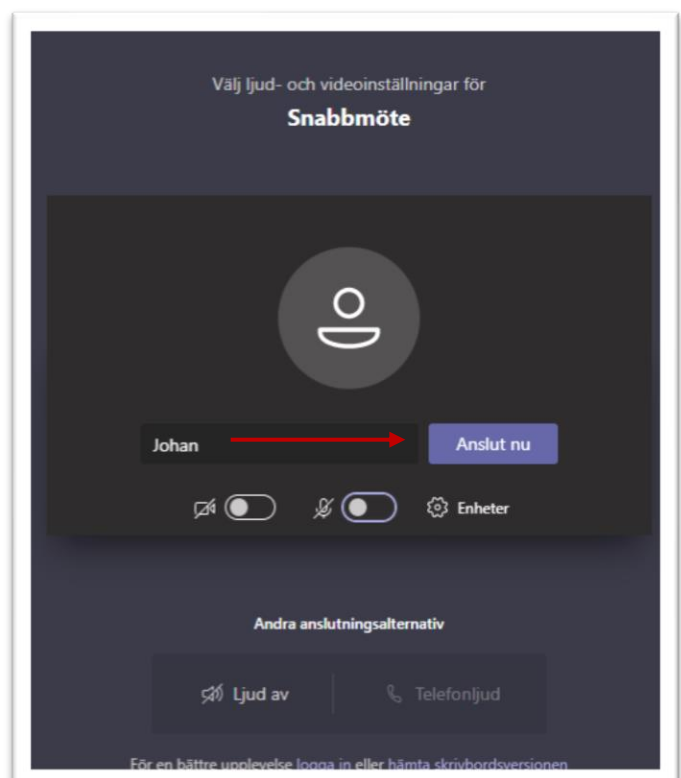 Välj ljud- och videoinställningar för
Snabbmöte
Johan
Anslut nu
Enheter
Andra anslutningsalternativ
Ljud av
Telefonljud
För en bättre upplevelse logga in eller hämta skrivbordsversionen